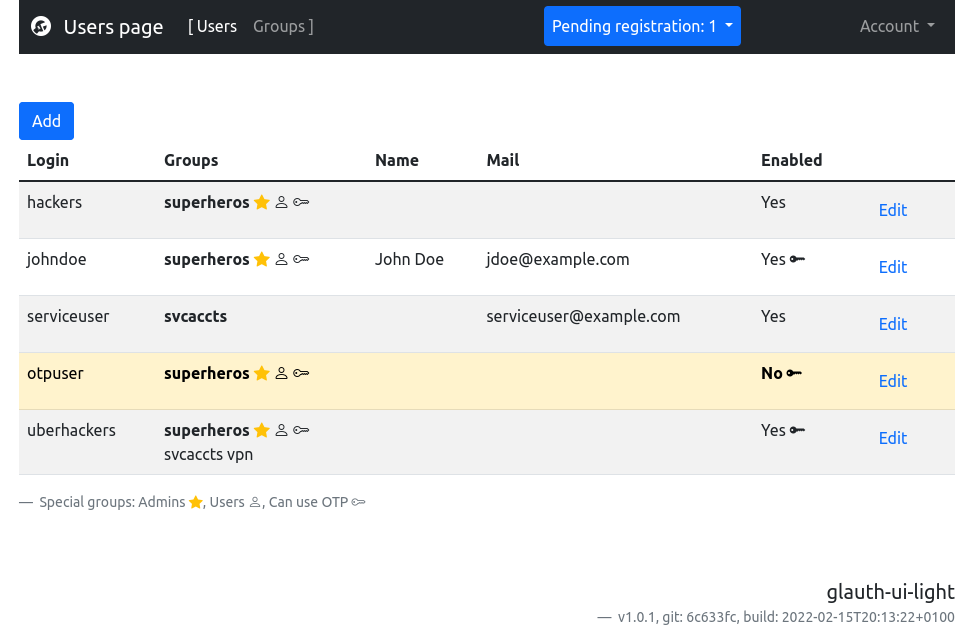 Users page [ Users Groups ] Pending registration: 1 Account
Add
Login Groups Name Mail Enabled
hackers superheros Yes Edit
johndoe superheros John Doe jdoe@example.com Yes Edit
serviceuser svcaccts serviceuser@example.com Yes Edit
otpuser superheros No Edit
uberhackers superheros Yes Edit
svcaccts vpn
— Special groups: Admins , Users , Can use OTP
glauth-ui-light
— v1.0.1, git: 6c633fc, build: 2022-02-15T20:13:22+0100